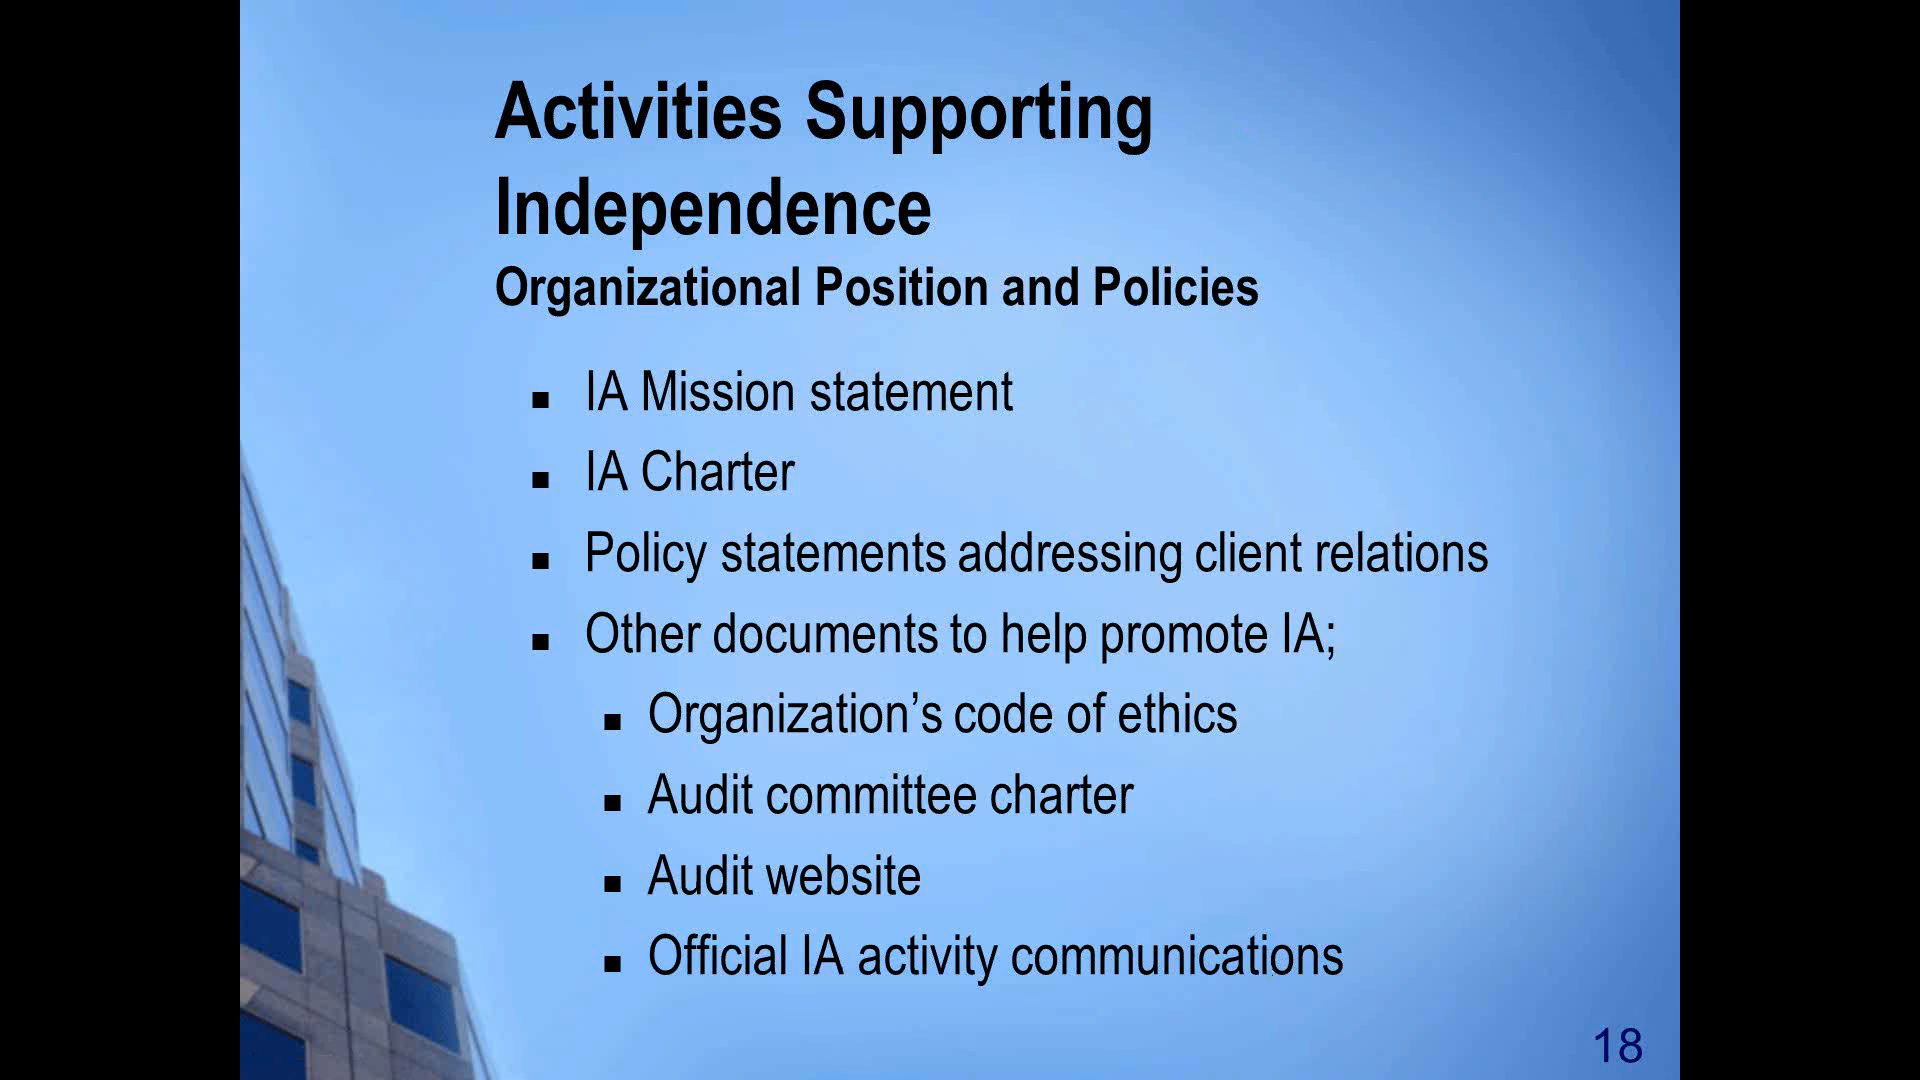 Activities Supporting
Independence
Organizational Position and Policies
IA Mission statement
IA Charter
Policy statements addressing client relations
Other documents to help promote IA;
Organization’s code of ethics
Audit committee charter
Audit website
Official IA activity communications
18